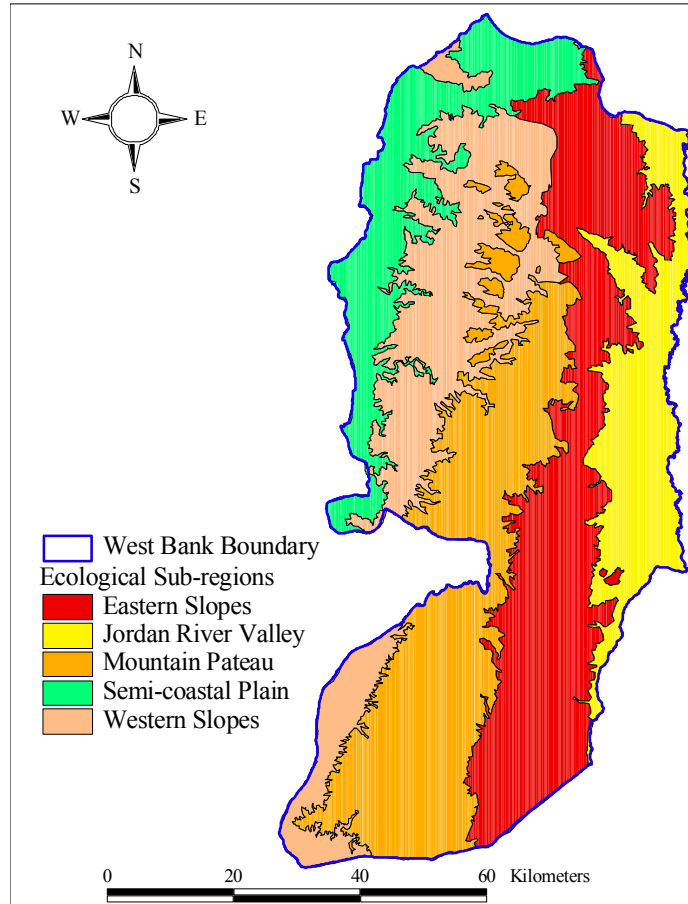 N
W E
S
West Bank Boundary
Ecological Sub-regions
Eastern Slopes
Jordan River Valley
Mountain Pateau
Semi-coastal Plain
Western Slopes
0 20 40 60 Kilometers